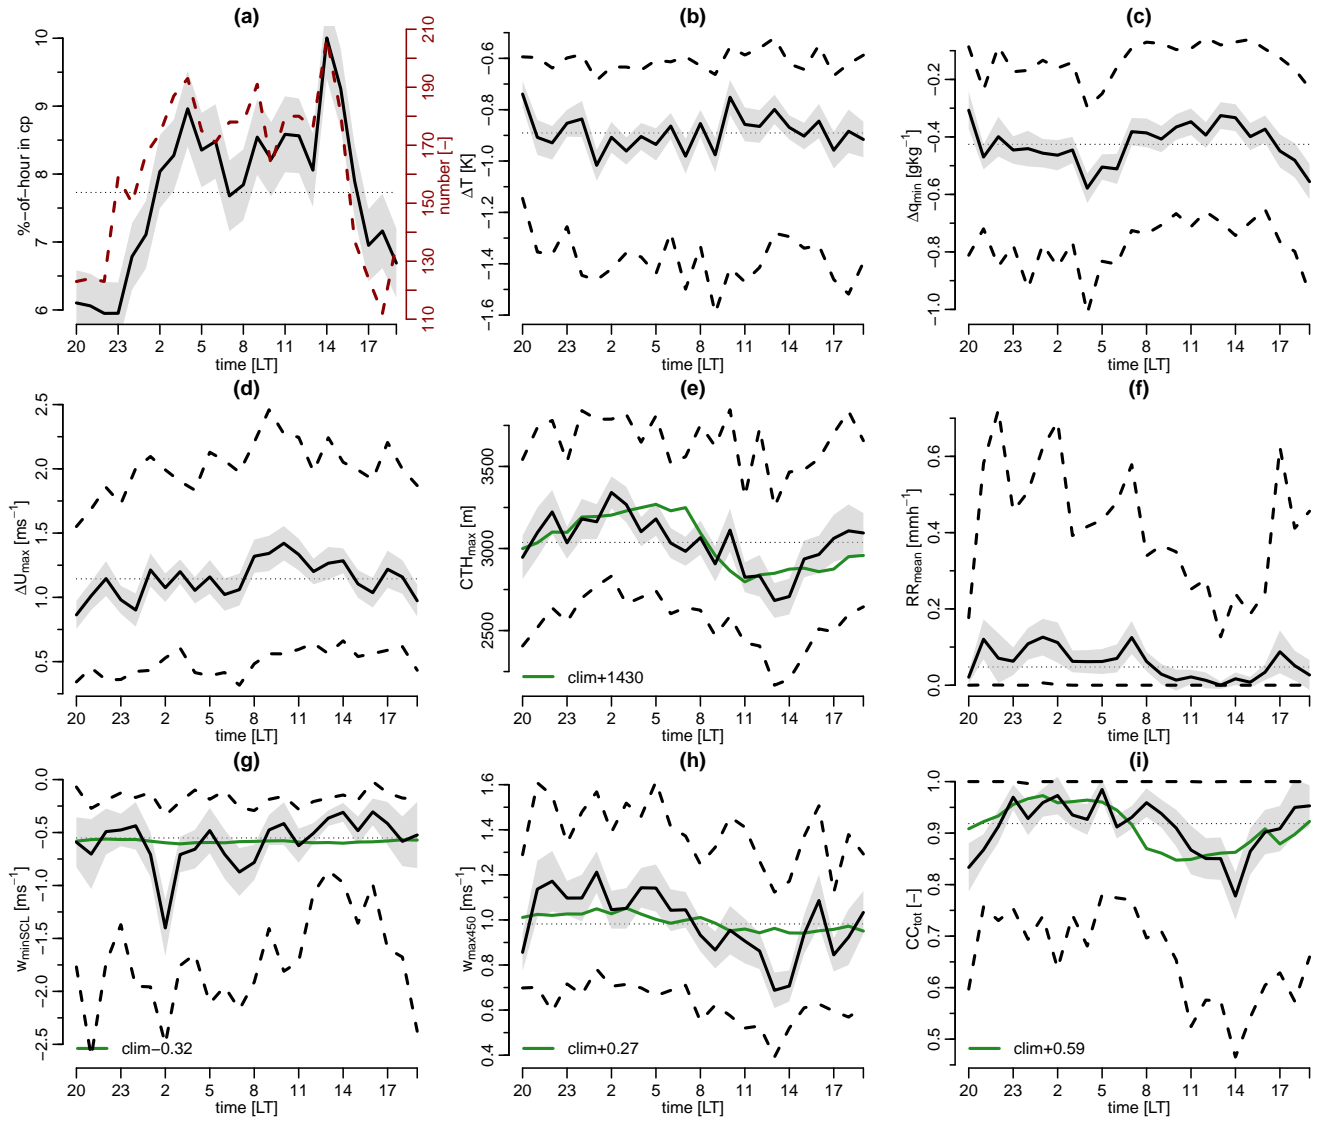 (a)
10
9
8
7
6
%−of−hour in cp
210
190
170
150
130
110
number [−]
20 23 2 5 8 11 14 17
time [LT]
(b)
−0.6
−0.8
−1.0
−1.2
−1.4
−1.6
ΔT [K]
20 23 2 5 8 11 14 17
time [LT]
(c)
−0.2
−0.4
−0.6
−0.8
−1.0
Δqmin [gkg−1]
20 23 2 5 8 11 14 17
time [LT]
(d)
2.5
2.0
1.5
1.0
0.5
ΔUmax [ms−1]
20 23 2 5 8 11 14 17
time [LT]
(e)
3500
3000
2500
CTHmax [m]
clim+1430
20 23 2 5 8 11 14 17
time [LT]
(f)
0.6
0.4
0.2
0.0
RRmean [mmh−1]
20 23 2 5 8 11 14 17
time [LT]
(g)
0.0
−0.5
−1.0
−1.5
−2.0
−2.5
wminSCL [ms−1]
clim−0.32
20 23 2 5 8 11 14 17
time [LT]
(h)
1.6
1.4
1.2
1.0
0.8
0.6
0.4
wmax450 [ms−1]
clim+0.27
20 23 2 5 8 11 14 17
time [LT]
(i)
1.0
0.9
0.8
0.7
0.6
0.5
CCtot [−]
clim+0.59
20 23 2 5 8 11 14 17
time [LT]